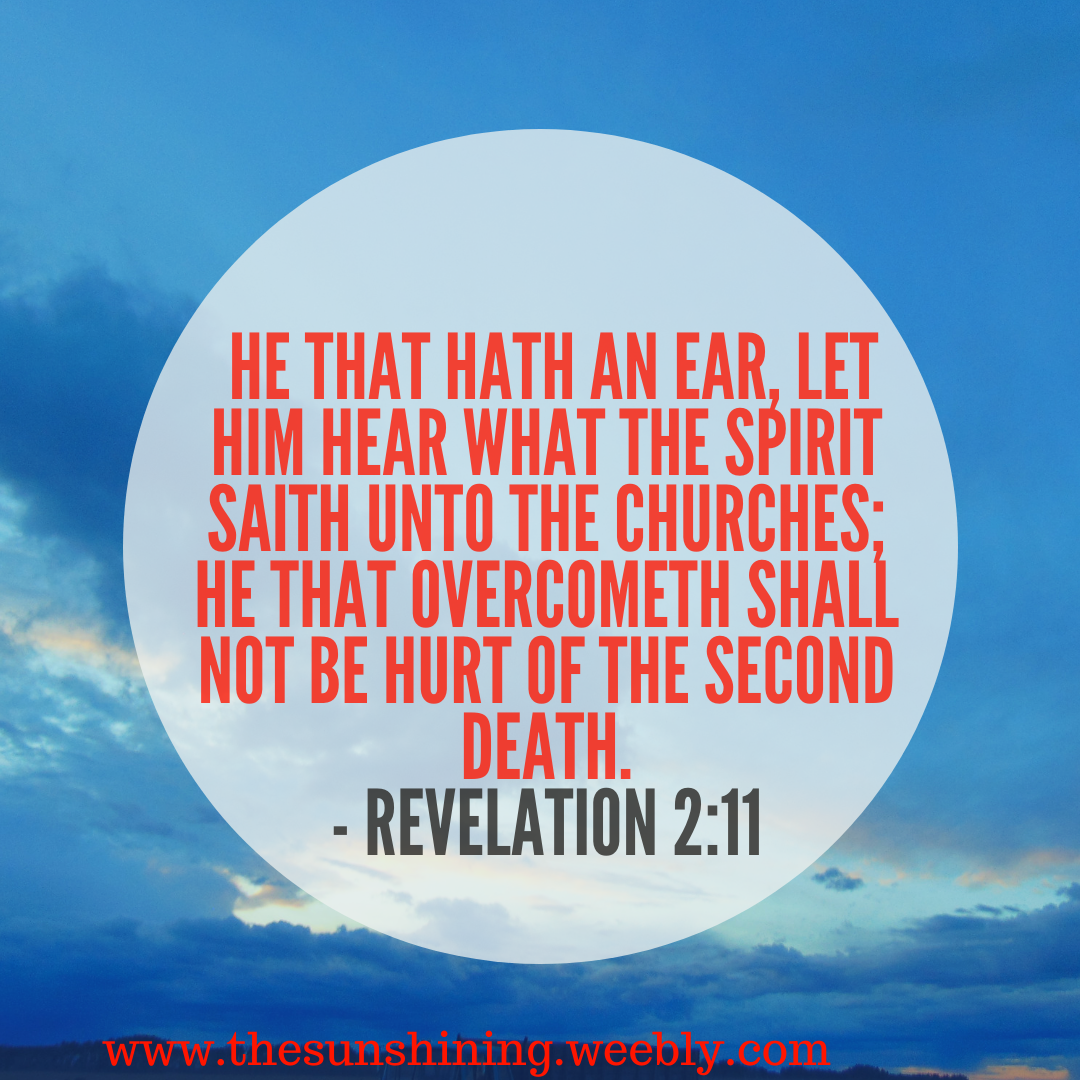 HE THAT HATH AN EAR, LET
HIM HEAR WHAT THE SPIRIT
SAITH UNTO THE CHURCHES;
HE THAT OVERCOMETH SHALL
NOT BE HURT OF THE SECOND
DEATH.
- REVELATION 2:11
www.thesunshining.weebly.com